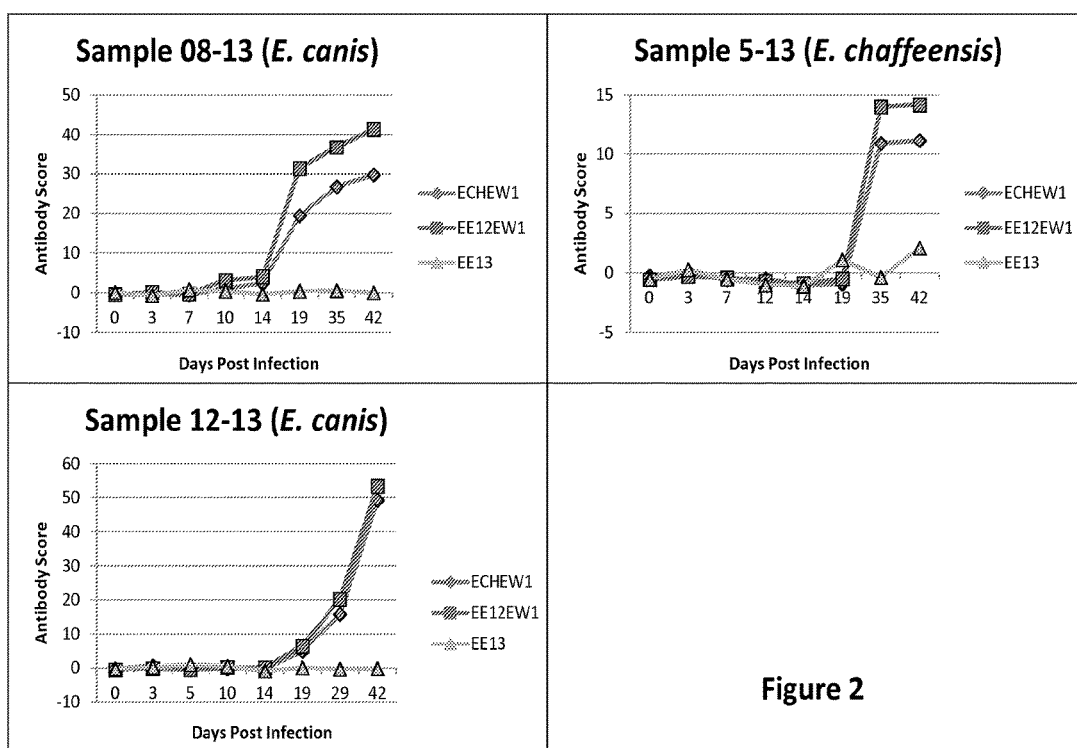 Sample 08-13 (E. canis)
50
40
30
20
10
0
-10
Antibody Score
0 3 7 10 14 19 35 42
Days Post Infection
ECHEW1
EE12EW1
EE13
Sample 5-13 (E. chaffeensis)
15
10
5
0
-5
Antibody Score
0 3 7 12 14 19 35 42
Days Post Infection
ECHEW1
EE12EW1
EE13
Sample 12-13 (E. canis)
60
50
40
30
20
10
0
-10
Antibody Score
0 3 5 10 14 19 29 42
Days Post Infection
ECHEW1
EE12EW1
EE13
Figure 2